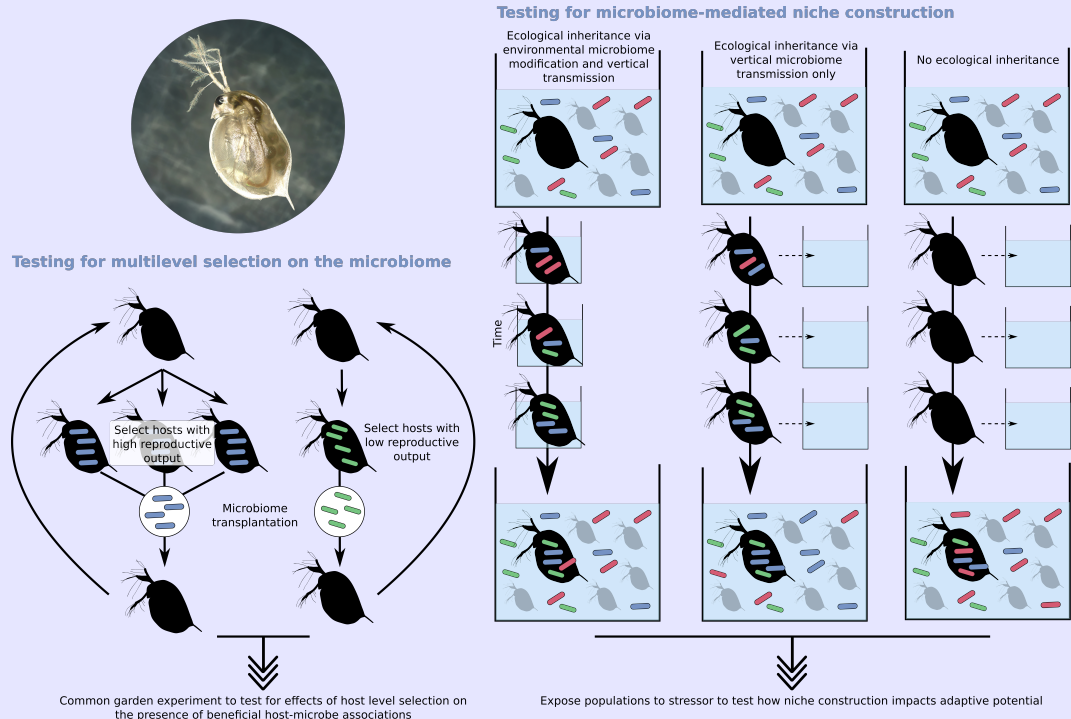 Testing for microbiome-mediated niche construction
Ecological inheritance via
environmental microbiome
modification and vertical
transmission
Ecological inheritance via
vertical microbiome
transmission only
No ecological inheritance
Time
Testing for multilevel selection on the microbiome
Select hosts with
high reproductive
output
Select hosts with
low reproductive
output
Microbiome
transplantation
Common garden experiment to test for effects of host level selection on
the presence of beneficial host-microbe associations
Expose populations to stressor to test how niche construction impacts adaptive potential